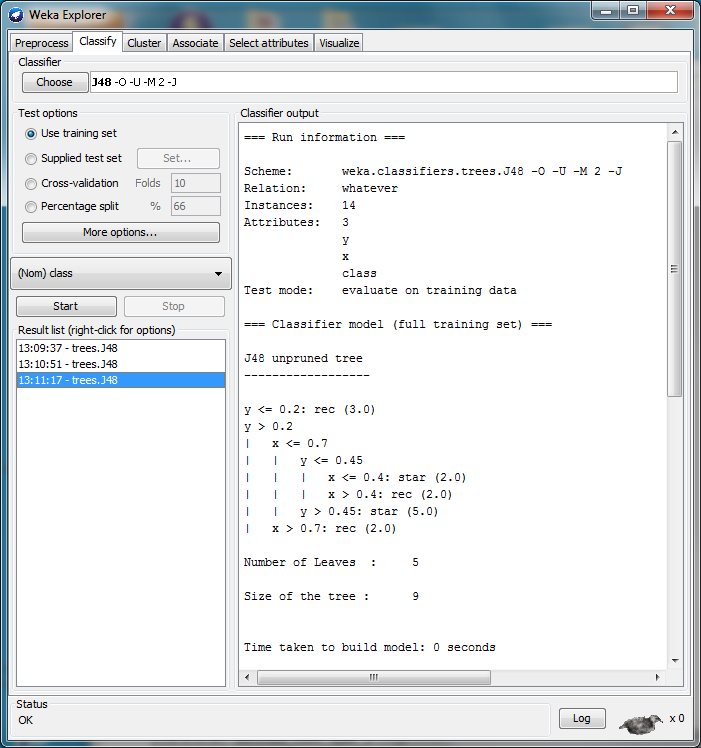 Weka Explorer
Preprocess Classify Cluster Associate Select attributes Visualize
Classifier
Choose J48 -O -U -M 2 -J
Test options
Use training set
Supplied test set Set...
Cross-validation Folds 10
Percentage split % 66
More options...
(Nom) class
Start Stop
Result list (right-click for options)
13:09:37 - trees.J48
13:10:51 - trees.J48
13:11:17 - trees.J48
Classifier output
=== Run information ===
Scheme: weka.classifiers.trees.J48 -O -U -M 2 -J
Relation: whatever
Instances: 14
Attributes: 3
y
x
class
Test mode: evaluate on training data
=== Classifier model (full training set) ===
J48 unpruned tree
------------------
y <= 0.2: rec (3.0)
y > 0.2
| x <= 0.7
| | y <= 0.45
| | | x <= 0.4: star (2.0)
| | | x > 0.4: rec (2.0)
| | y > 0.45: star (5.0)
| x > 0.7: rec (2.0)
Number of Leaves : 5
Size of the tree : 9
Time taken to build model: 0 seconds
Status
OK
Log
x 0